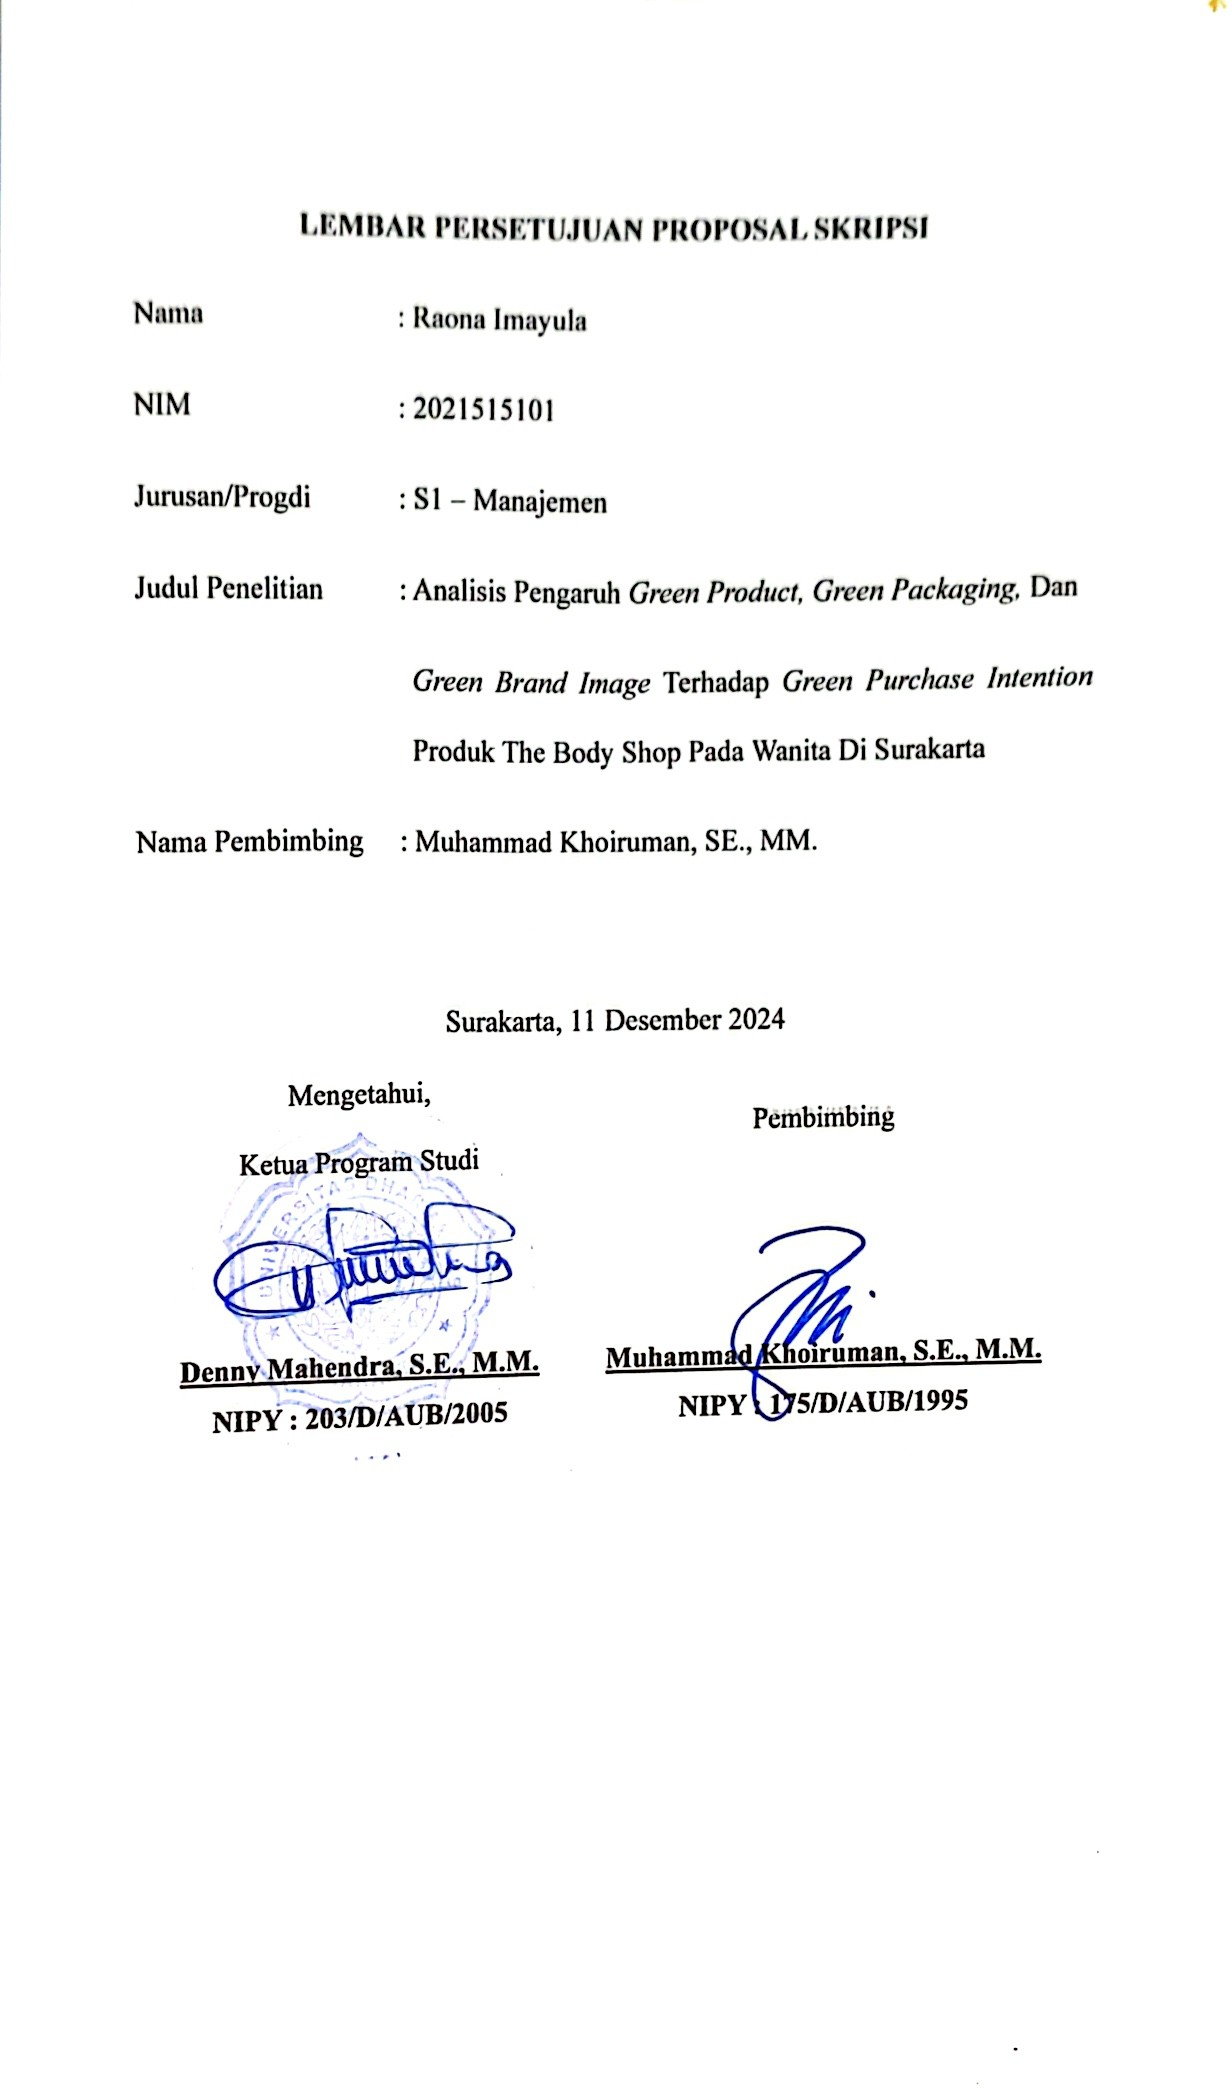 LEMBAR PERSETUJUAN PROPOSAL SKRIPSI
Nama : Raona Imayula
NIM : 2021515101
Jurusan/Progdi : S1 – Manajemen
Judul Penelitian : Analisis Pengaruh Green Product, Green Packaging, Dan
Green Brand Image Terhadap Green Purchase Intention
Produk The Body Shop Pada Wanita Di Surakarta
Nama Pembimbing : Muhammad Khoiruman, SE., MM.
Surakarta, 11 Desember 2024
Mengetahui,
Pembimbing
Ketua Program Studi
Denny Mahendra, S.E., M.M.
Muhammad Khoiruman, S.E., M.M.
NIPY : 203/D/AUB/2005
NIPY : 175/D/AUB/1995